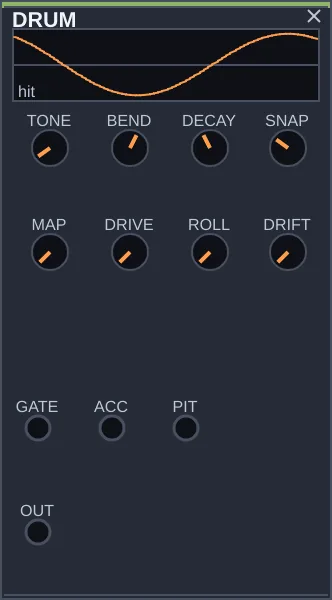 DRUM ×
hit
TONE BEND DECAY SNAP
MAP DRIVE ROLL DRIFT
GATE ACC PIT
OUT